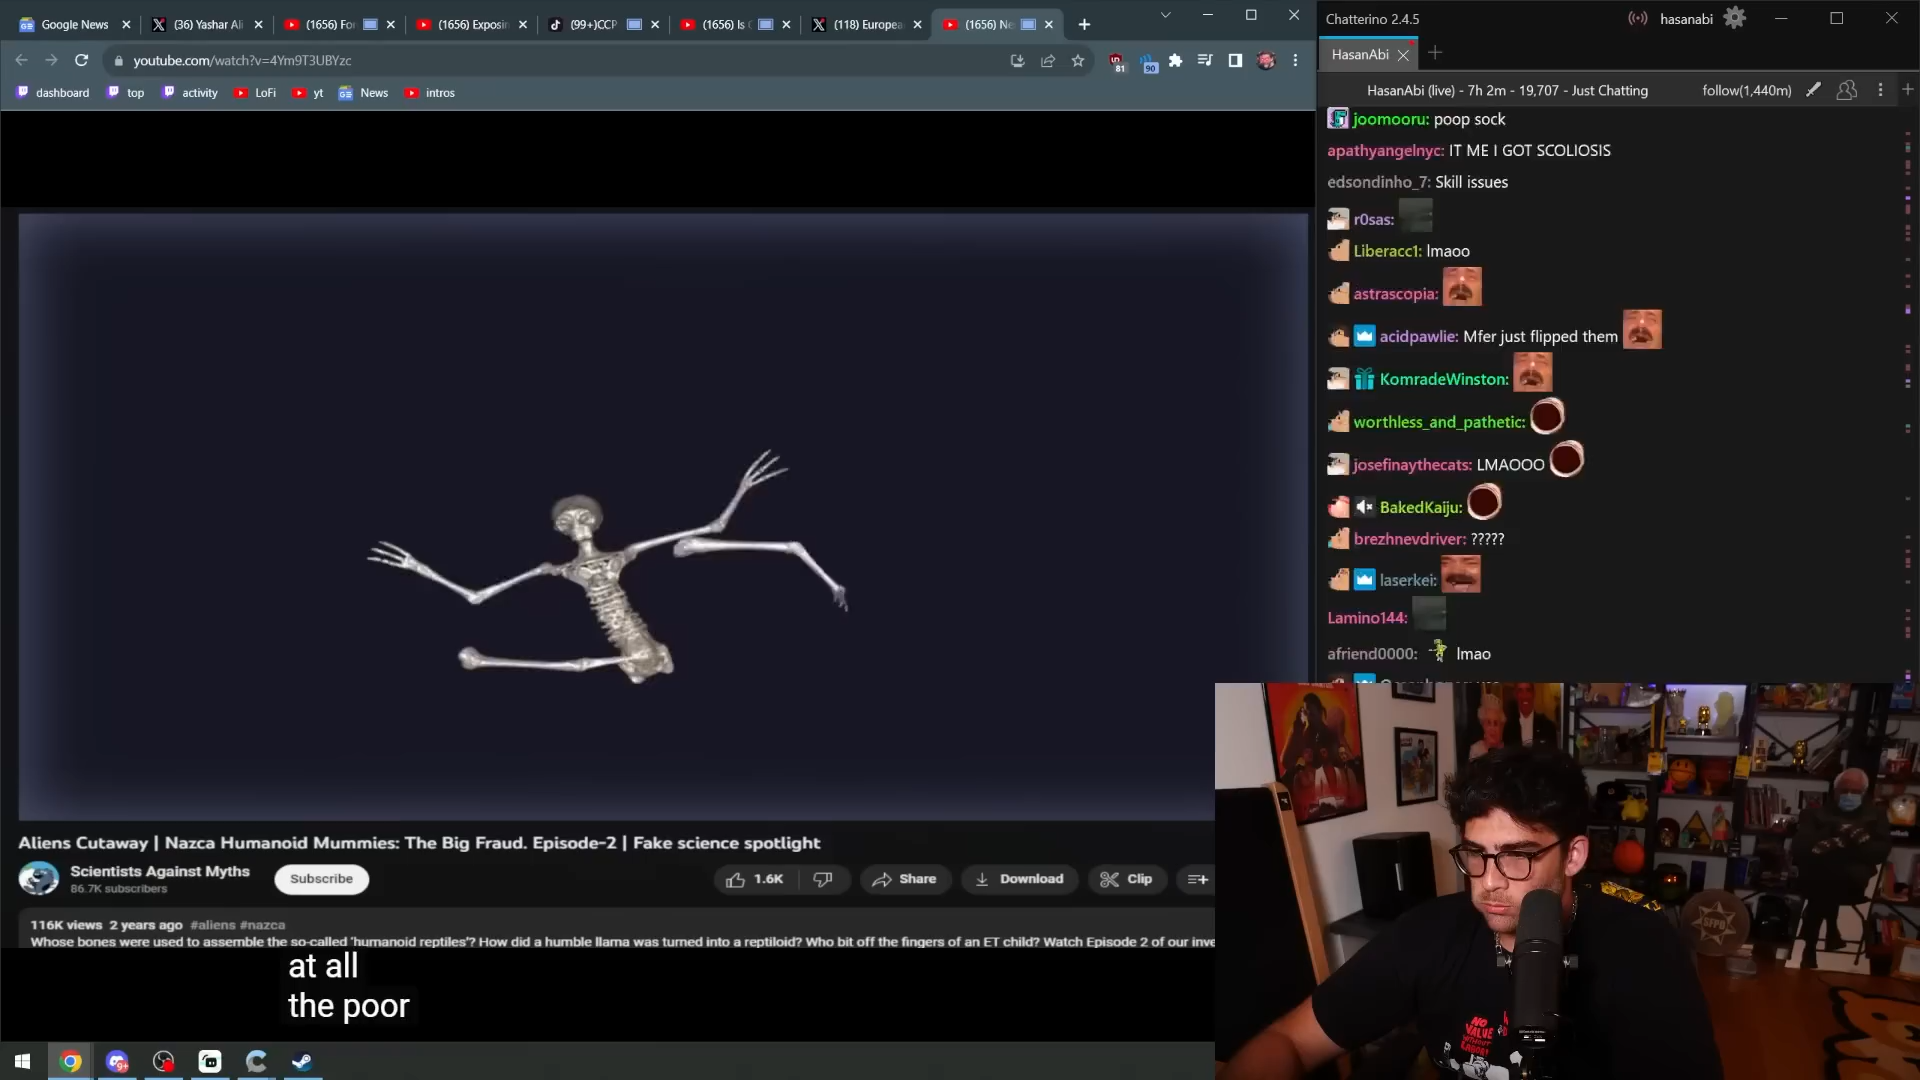 Google News
(36) Yashar Ali
(1656) For
(1656) Exposin
(99+)CCP
(1656) Is
(118) Europea
(1656) Ne
youtube.com/watch?v=4Ym9T3UBYzc
81
90
dashboard
top
activity
LoFi
yt
News
intros
Aliens Cutaway | Nazca Humanoid Mummies: The Big Fraud. Episode-2 | Fake science spotlight
Scientists Against Myths
86.7K subscribers
Subscribe
1.6K
Share
Download
Clip
116K views 2 years ago #aliens #nazca
Whose bones were used to assemble the so-called 'humanoid reptiles'? How did a humble llama was turned into a reptiloid? Who bit off the fingers of an ET child? Watch Episode 2 of our inve
at all
the poor
Chatterino 2.4.5
hasanabi
HasanAbi
HasanAbi (live) - 7h 2m - 19,707 - Just Chatting
follow(1,440m)
joomooru: poop sock
apathyangelnyc: IT ME I GOT SCOLIOSIS
edsondinho_7: Skill issues
r0sas:
Liberacc1: lmaoo
astrascopia:
acidpawlie: Mfer just flipped them
KomradeWinston:
worthless_and_pathetic:
josefinaythecats: LMAOOO
BakedKaiju:
brezhnevdriver: ?????
laserkei:
Lamino144:
afriend0000: lmao
SFPD
NO
VALUE
WITHOUT
LABOR!